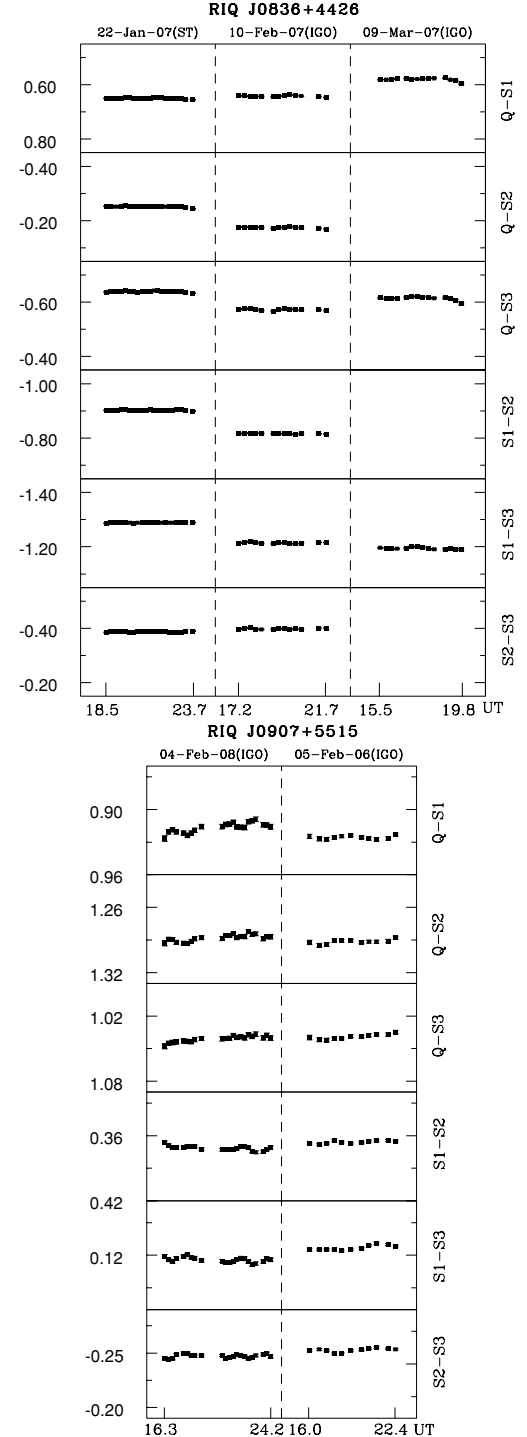 RIQ J0836+4426
22-Jan-07(ST) 10-Feb-07(IGO) 09-Mar-07(IGO)
0.60
Q-S1
0.80
-0.40
Q-S2
-0.20
-0.60
Q-S3
-0.40
-1.00
S1-S2
-0.80
-1.40
S1-S3
-1.20
-0.40
S2-S3
-0.20
18.5 23.7 17.2 21.7 15.5 19.8 UT
RIQ J0907+5515
04-Feb-08(IGO) 05-Feb-06(IGO)
0.90
Q-S1
0.96
1.26
Q-S2
1.32
1.02
Q-S3
1.08
0.36
S1-S2
0.42
0.12
S1-S3
-0.25
S2-S3
-0.20
16.3 24.2 16.0 22.4 UT